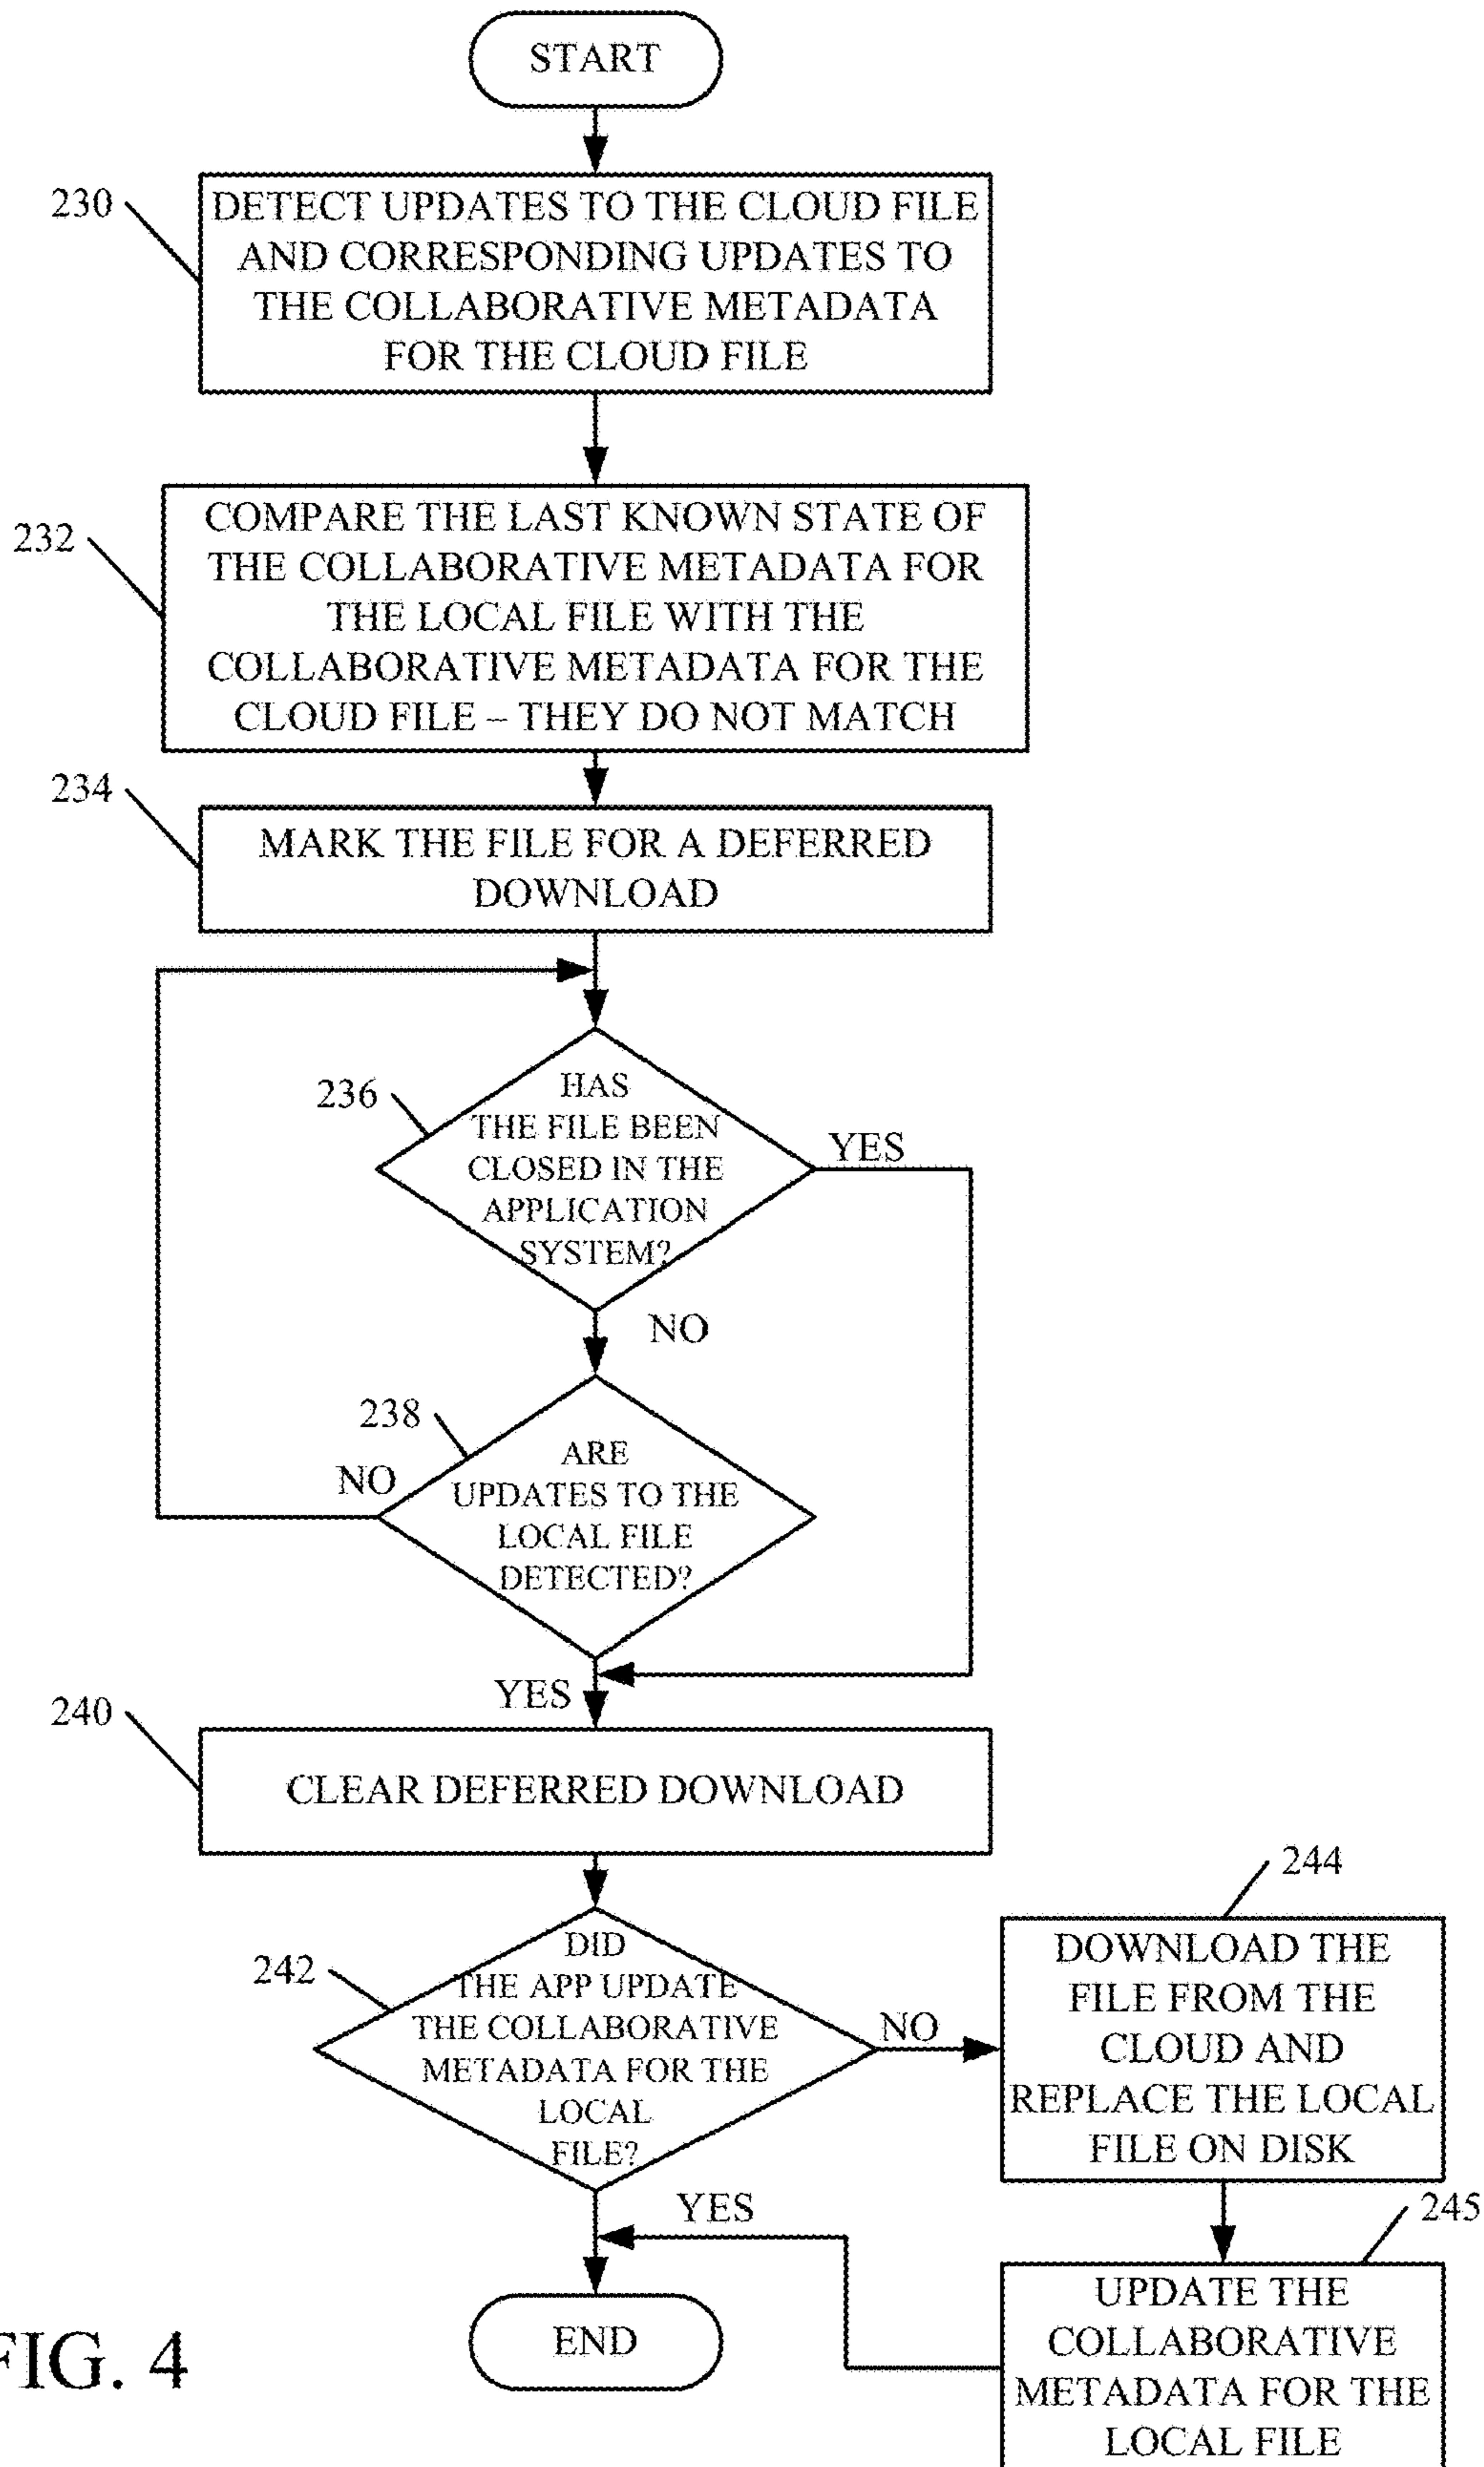 START
230
DETECT UPDATES TO THE CLOUD FILE
AND CORRESPONDING UPDATES TO
THE COLLABORATIVE METADATA
FOR THE CLOUD FILE
232
COMPARE THE LAST KNOWN STATE OF
THE COLLABORATIVE METADATA FOR
THE LOCAL FILE WITH THE
COLLABORATIVE METADATA FOR THE
CLOUD FILE – THEY DO NOT MATCH
234
MARK THE FILE FOR A DEFERRED
DOWNLOAD
236
HAS
THE FILE BEEN
CLOSED IN THE
APPLICATION
SYSTEM?
YES
NO
238
ARE
UPDATES TO THE
LOCAL FILE
DETECTED?
NO
YES
240
CLEAR DEFERRED DOWNLOAD
242
DID
THE APP UPDATE
THE COLLABORATIVE
METADATA FOR THE
LOCAL
FILE?
NO
YES
244
DOWNLOAD THE
FILE FROM THE
CLOUD AND
REPLACE THE LOCAL
FILE ON DISK
245
UPDATE THE
COLLABORATIVE
METADATA FOR THE
LOCAL FILE
END
FIG. 4